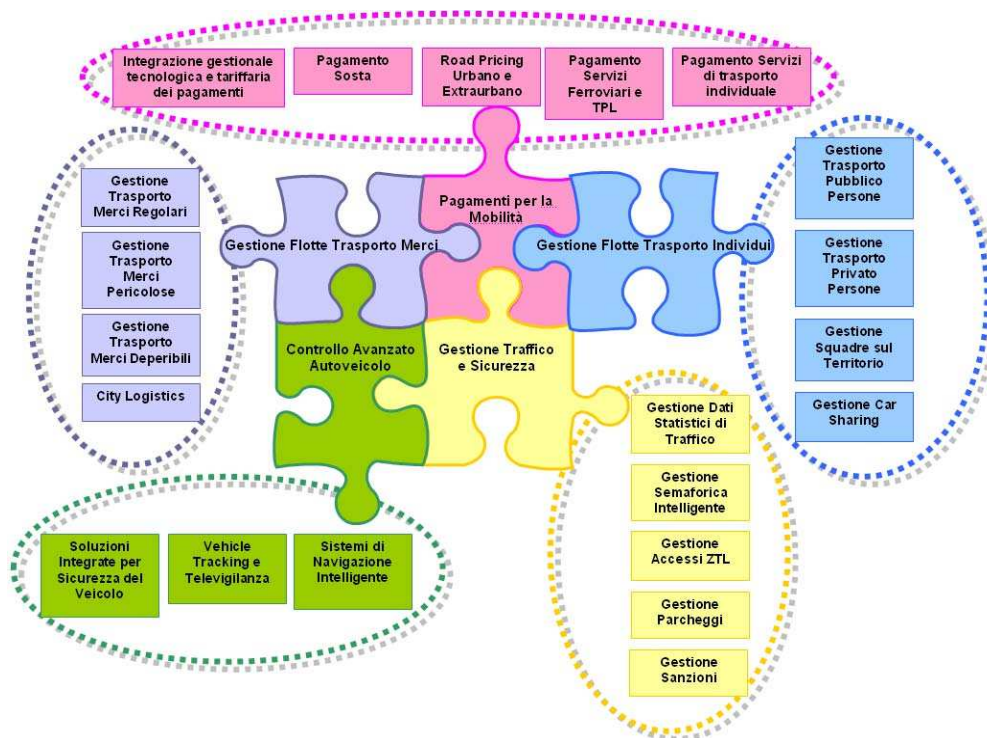 Integrazione gestionale
tecnologica e tariffaria
dei pagamenti
Pagamento
Sosta
Road Pricing
Urbano e
Extraurbano
Pagamento
Servizi
Ferroviari e
TPL
Pagamento Servizi
di trasporto
individuale
Gestione
Trasporto
Merci Regolari
Gestione
Trasporto
Merci
Pericolose
Gestione
Trasporto
Merci Deperibili
City Logistics
Gestione Flotte Trasporto Merci
Pagamenti per la
Mobilità
Gestione Flotte Trasporto Individui
Gestione
Trasporto
Pubblico
Persone
Gestione
Trasporto
Privato
Persone
Gestione
Squadre sul
Territorio
Gestione Car
Sharing
Controllo Avanzato
Autoveicolo
Gestione Traffico
e Sicurezza
Gestione Dati
Statistici di
Traffico
Gestione
Semaforica
Intelligente
Gestione
Accessi ZTL
Gestione
Parcheggi
Gestione
Sanzioni
Soluzioni
Integrate per
Sicurezza del
Veicolo
Vehicle
Tracking e
Televigilanza
Sistemi di
Navigazione
Intelligente